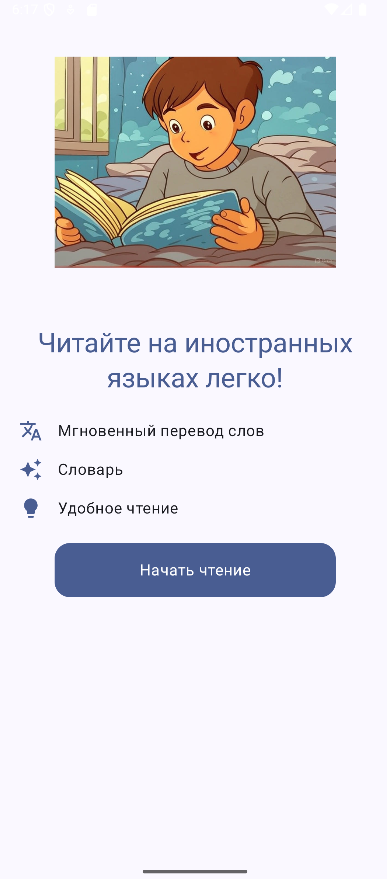 Читайте на иностранных
языках легко!
Мгновенный перевод слов
Словарь
Удобное чтение
Начать чтение